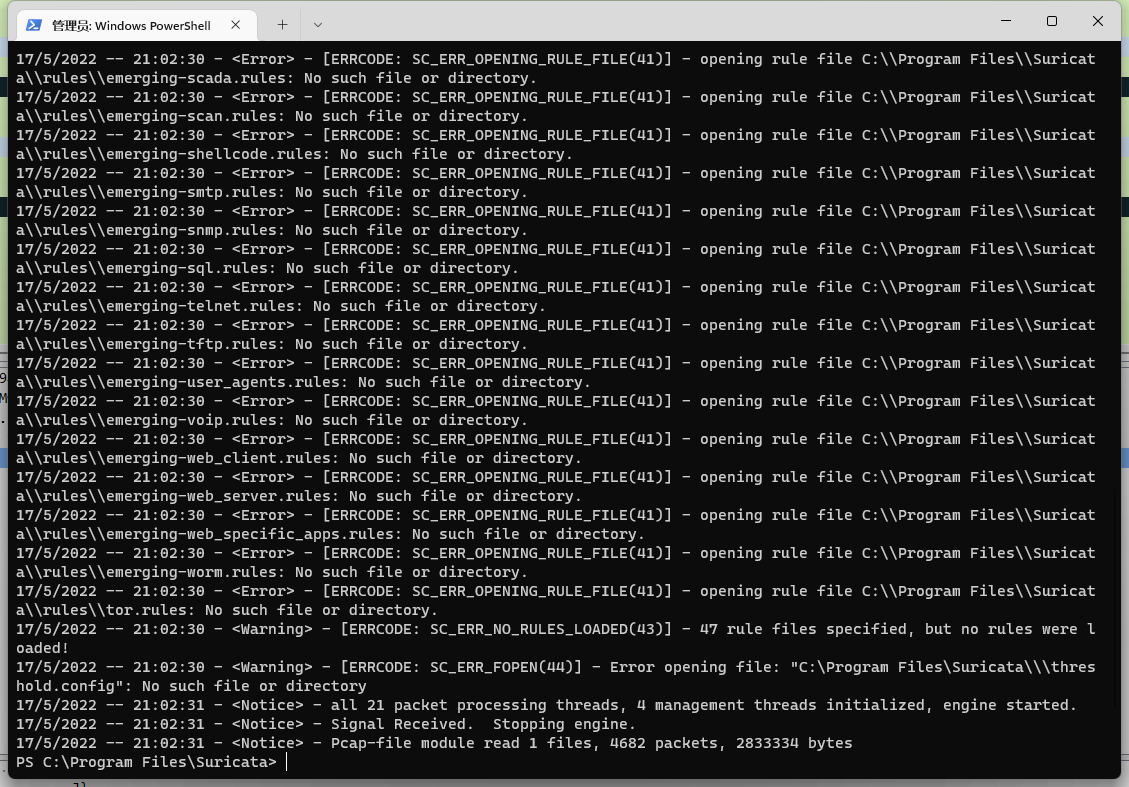 管理员: Windows PowerShell
17/5/2022 -- 21:02:30 - <Error> - [ERRCODE: SC_ERR_OPENING_RULE_FILE(41)] - opening rule file C:\\Program Files\\Suricat
a\\rules\\emerging-scada.rules: No such file or directory.
17/5/2022 -- 21:02:30 - <Error> - [ERRCODE: SC_ERR_OPENING_RULE_FILE(41)] - opening rule file C:\\Program Files\\Suricat
a\\rules\\emerging-scan.rules: No such file or directory.
17/5/2022 -- 21:02:30 - <Error> - [ERRCODE: SC_ERR_OPENING_RULE_FILE(41)] - opening rule file C:\\Program Files\\Suricat
a\\rules\\emerging-shellcode.rules: No such file or directory.
17/5/2022 -- 21:02:30 - <Error> - [ERRCODE: SC_ERR_OPENING_RULE_FILE(41)] - opening rule file C:\\Program Files\\Suricat
a\\rules\\emerging-smtp.rules: No such file or directory.
17/5/2022 -- 21:02:30 - <Error> - [ERRCODE: SC_ERR_OPENING_RULE_FILE(41)] - opening rule file C:\\Program Files\\Suricat
a\\rules\\emerging-snmp.rules: No such file or directory.
17/5/2022 -- 21:02:30 - <Error> - [ERRCODE: SC_ERR_OPENING_RULE_FILE(41)] - opening rule file C:\\Program Files\\Suricat
a\\rules\\emerging-sql.rules: No such file or directory.
17/5/2022 -- 21:02:30 - <Error> - [ERRCODE: SC_ERR_OPENING_RULE_FILE(41)] - opening rule file C:\\Program Files\\Suricat
a\\rules\\emerging-telnet.rules: No such file or directory.
17/5/2022 -- 21:02:30 - <Error> - [ERRCODE: SC_ERR_OPENING_RULE_FILE(41)] - opening rule file C:\\Program Files\\Suricat
a\\rules\\emerging-tftp.rules: No such file or directory.
17/5/2022 -- 21:02:30 - <Error> - [ERRCODE: SC_ERR_OPENING_RULE_FILE(41)] - opening rule file C:\\Program Files\\Suricat
a\\rules\\emerging-user_agents.rules: No such file or directory.
17/5/2022 -- 21:02:30 - <Error> - [ERRCODE: SC_ERR_OPENING_RULE_FILE(41)] - opening rule file C:\\Program Files\\Suricat
a\\rules\\emerging-voip.rules: No such file or directory.
17/5/2022 -- 21:02:30 - <Error> - [ERRCODE: SC_ERR_OPENING_RULE_FILE(41)] - opening rule file C:\\Program Files\\Suricat
a\\rules\\emerging-web_client.rules: No such file or directory.
17/5/2022 -- 21:02:30 - <Error> - [ERRCODE: SC_ERR_OPENING_RULE_FILE(41)] - opening rule file C:\\Program Files\\Suricat
a\\rules\\emerging-web_server.rules: No such file or directory.
17/5/2022 -- 21:02:30 - <Error> - [ERRCODE: SC_ERR_OPENING_RULE_FILE(41)] - opening rule file C:\\Program Files\\Suricat
a\\rules\\emerging-web_specific_apps.rules: No such file or directory.
17/5/2022 -- 21:02:30 - <Error> - [ERRCODE: SC_ERR_OPENING_RULE_FILE(41)] - opening rule file C:\\Program Files\\Suricat
a\\rules\\emerging-worm.rules: No such file or directory.
17/5/2022 -- 21:02:30 - <Error> - [ERRCODE: SC_ERR_OPENING_RULE_FILE(41)] - opening rule file C:\\Program Files\\Suricat
a\\rules\\tor.rules: No such file or directory.
17/5/2022 -- 21:02:30 - <Warning> - [ERRCODE: SC_ERR_NO_RULES_LOADED(43)] - 47 rule files specified, but no rules were l
oaded!
17/5/2022 -- 21:02:30 - <Warning> - [ERRCODE: SC_ERR_FOPEN(44)] - Error opening file: "C:\Program Files\Suricata\\\thres
hold.config": No such file or directory
17/5/2022 -- 21:02:31 - <Notice> - all 21 packet processing threads, 4 management threads initialized, engine started.
17/5/2022 -- 21:02:31 - <Notice> - Signal Received.  Stopping engine.
17/5/2022 -- 21:02:31 - <Notice> - Pcap-file module read 1 files, 4682 packets, 2833334 bytes
PS C:\Program Files\Suricata>